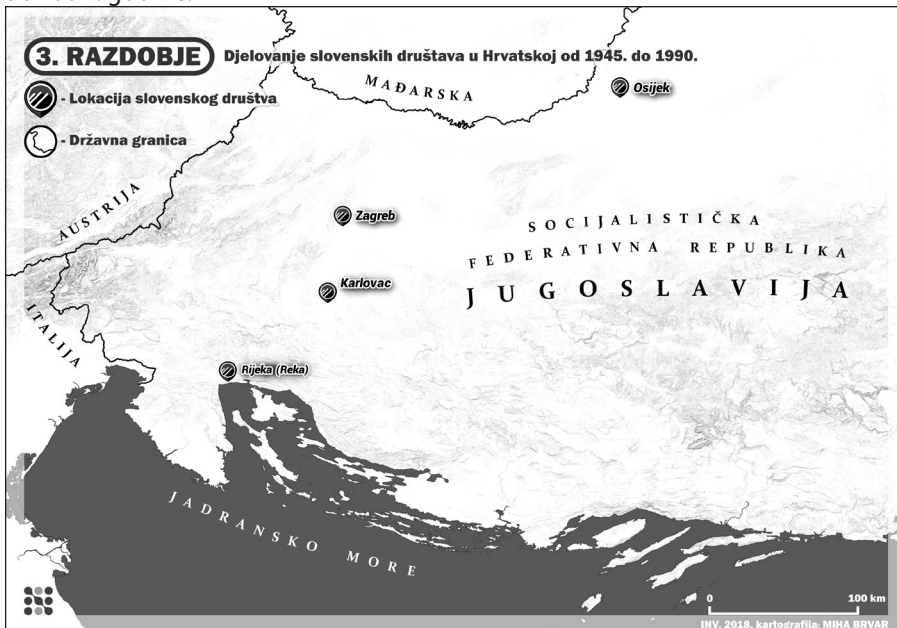 3. RAZDOBJE
Djelovanje slovenskih društava u Hrvatskoj od 1945. do 1990.
- Lokacija slovenskog društva
- Državna granica
MAĐARSKA
Osijek
AUSTRIJA
Zagreb
SOCIJALISTIČKA
FEDERATIVNA REPUBLIKA
JUGOSLAVIJA
Karlovac
ITALIJA
Rijeka (Reka)
JADRANSKO MORE
0 100 km
INV, 2018, kartografija: MIHA BRVAR